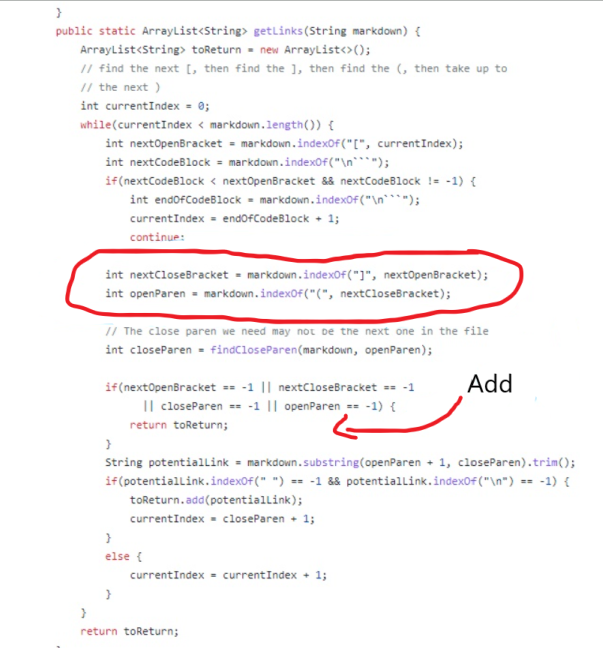 }
public static ArrayList<String> getLinks(String markdown) {
ArrayList<String> toReturn = new ArrayList<>();
// find the next [, then find the ], then find the (, then take up to
// the next )
int currentIndex = 0;
while(currentIndex < markdown.length()) {
int nextOpenBracket = markdown.indexOf("[", currentIndex);
int nextCodeBlock = markdown.indexOf("\n```");
if(nextCodeBlock < nextOpenBracket && nextCodeBlock != -1) {
int endOfCodeBlock = markdown.indexOf("\n```");
currentIndex = endOfCodeBlock + 1;
continue;
int nextCloseBracket = markdown.indexOf("]", nextOpenBracket);
int openParen = markdown.indexOf("(", nextCloseBracket);
// The close paren we need may not be the next one in the file
int closeParen = findCloseParen(markdown, openParen);
if(nextOpenBracket == -1 || nextCloseBracket == -1
Add
|| closeParen == -1 || openParen == -1) {
return toReturn;
}
String potentialLink = markdown.substring(openParen + 1, closeParen).trim();
if(potentialLink.indexOf(" ") == -1 && potentialLink.indexOf("\n") == -1) {
toReturn.add(potentialLink);
currentIndex = closeParen + 1;
}
else {
currentIndex = currentIndex + 1;
}
}
return toReturn;